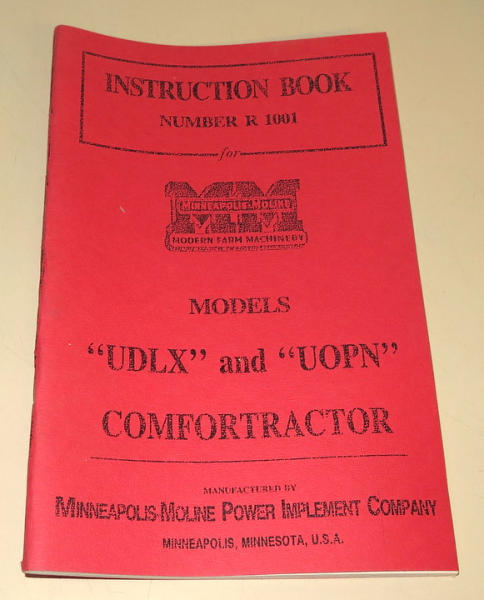 INSTRUCTION BOOK
NUMBER R 1001
for
MM
MINNEAPOLIS-MOLINE
MODERN FARM MACHINERY
MODELS
"UDLX" and "UOPN"
COMFORTRACTOR
MANUFACTURED BY
MINNEAPOLIS-MOLINE POWER IMPLEMENT COMPANY
MINNEAPOLIS, MINNESOTA, U.S.A.